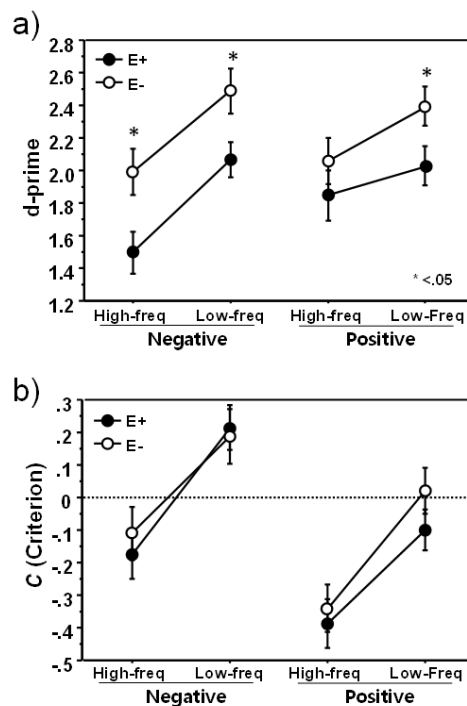 a)
E+
E-
d-prime
2.8
2.6
2.4
2.2
2.0
1.8
1.6
1.4
1.2
*
*
*
* <.05
High-freq Low-freq High-freq Low-Freq
Negative Positive
b)
E+
E-
C (Criterion)
.3
.2
.1
0
-.1
-.2
-.3
-.4
-.5
High-freq Low-freq High-freq Low-Freq
Negative Positive